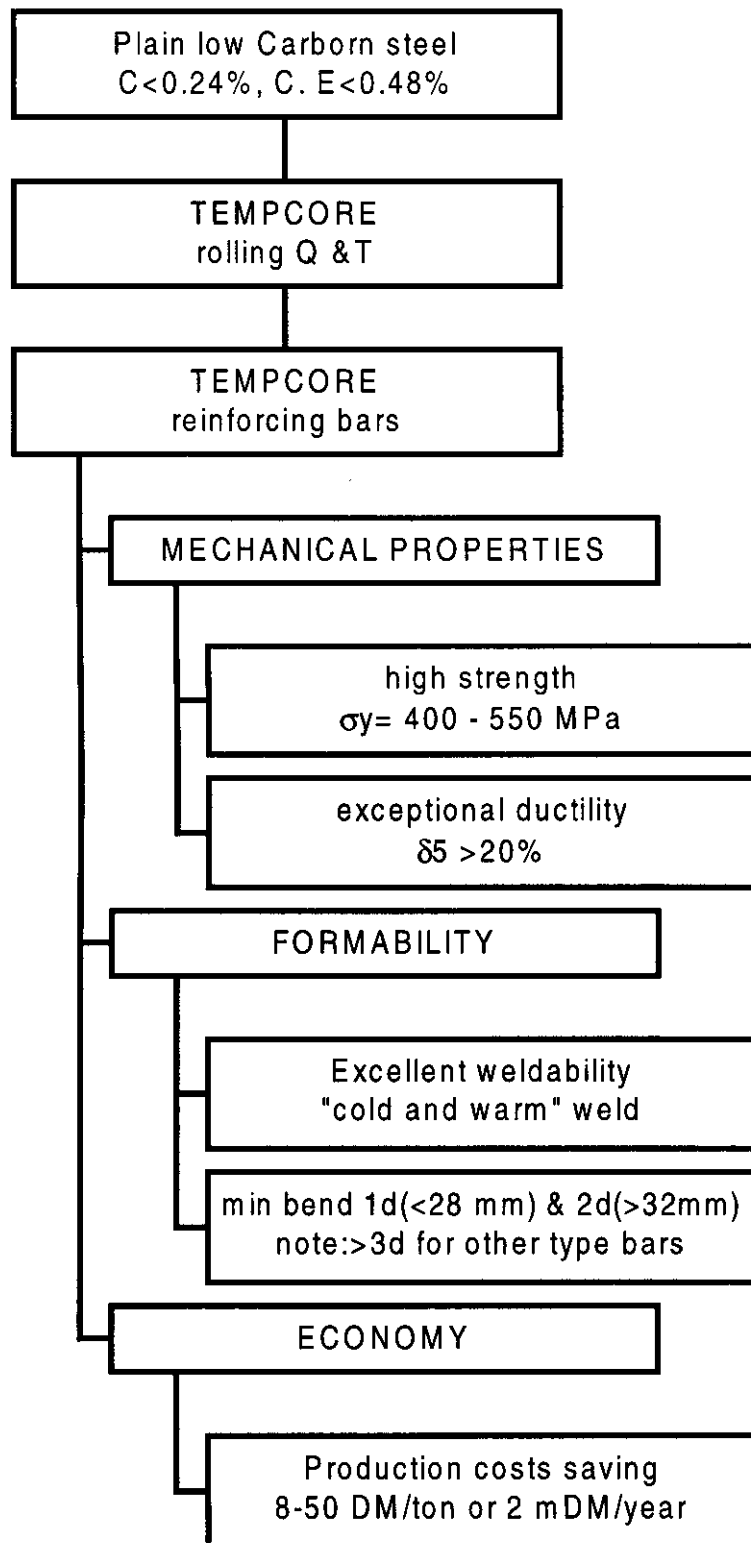 Plain low Carborn steel
C<0.24%, C. E<0.48%
TEMPCORE
rolling Q &T
TEMPCORE
reinforcing bars
MECHANICAL PROPERTIES
high strength
σy= 400 - 550 MPa
exceptional ductility
δ5 >20%
FORMABILITY
Excellent weldability
"cold and warm" weld
min bend 1d(<28 mm) & 2d(>32mm)
note:>3d for other type bars
ECONOMY
Production costs saving
8-50 DM/ton or 2 mDM/year